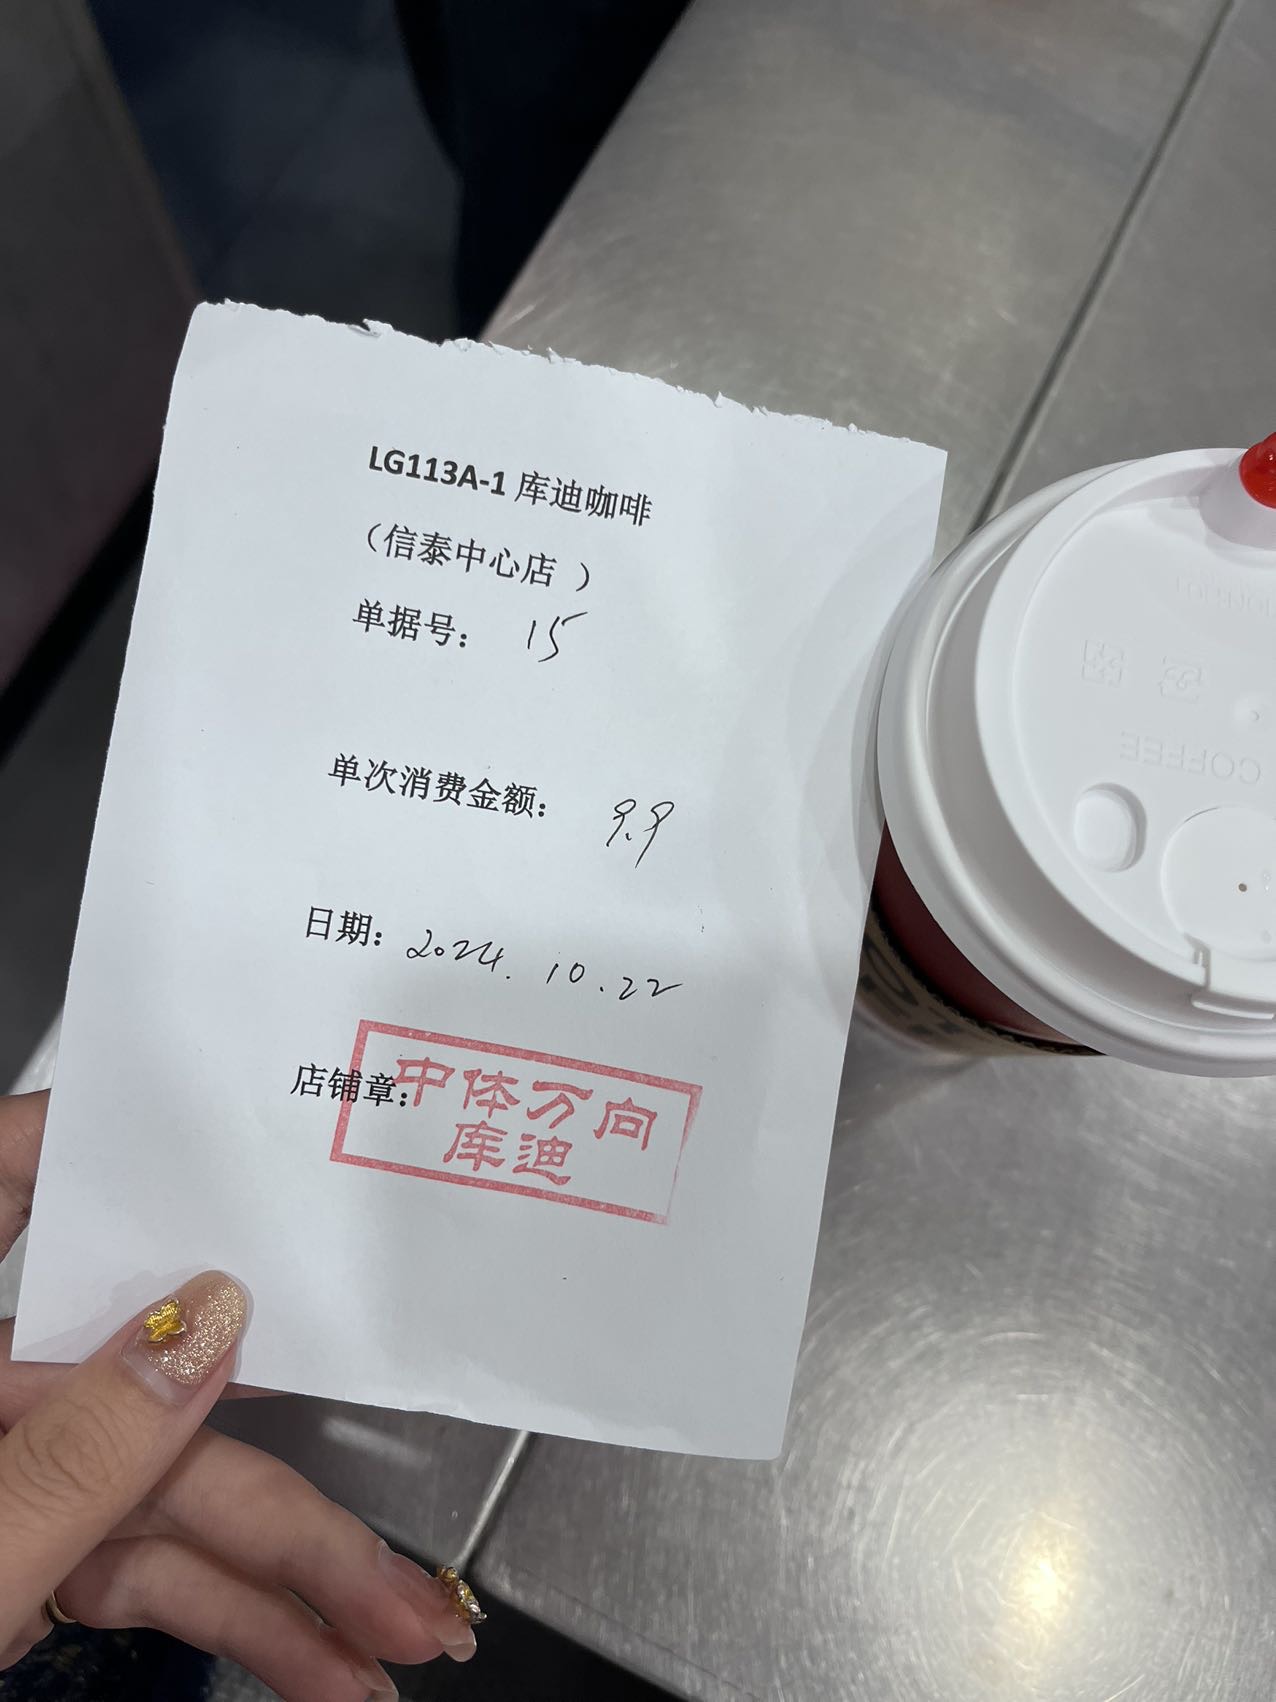 LG113A-1 库迪咖啡
（信泰中心店 ）
单据号： 15
单次消费金额： 9.9
日期：2024.10.22
店铺章：
中体万向
库迪
COFFEE